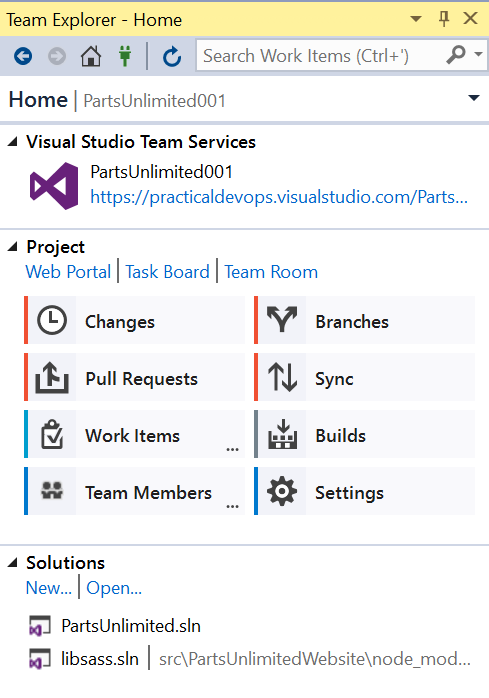 Team Explorer - Home
Search Work Items (Ctrl+')
Home | PartsUnlimited001
Visual Studio Team Services
PartsUnlimited001
https://practicaldevops.visualstudio.com/Parts...
Project
Web Portal | Task Board | Team Room
Changes
Branches
Pull Requests
Sync
Work Items ...
Builds
Team Members ...
Settings
Solutions
New... | Open...
PartsUnlimited.sln
libsass.sln | src\PartsUnlimitedWebsite\node_mod...